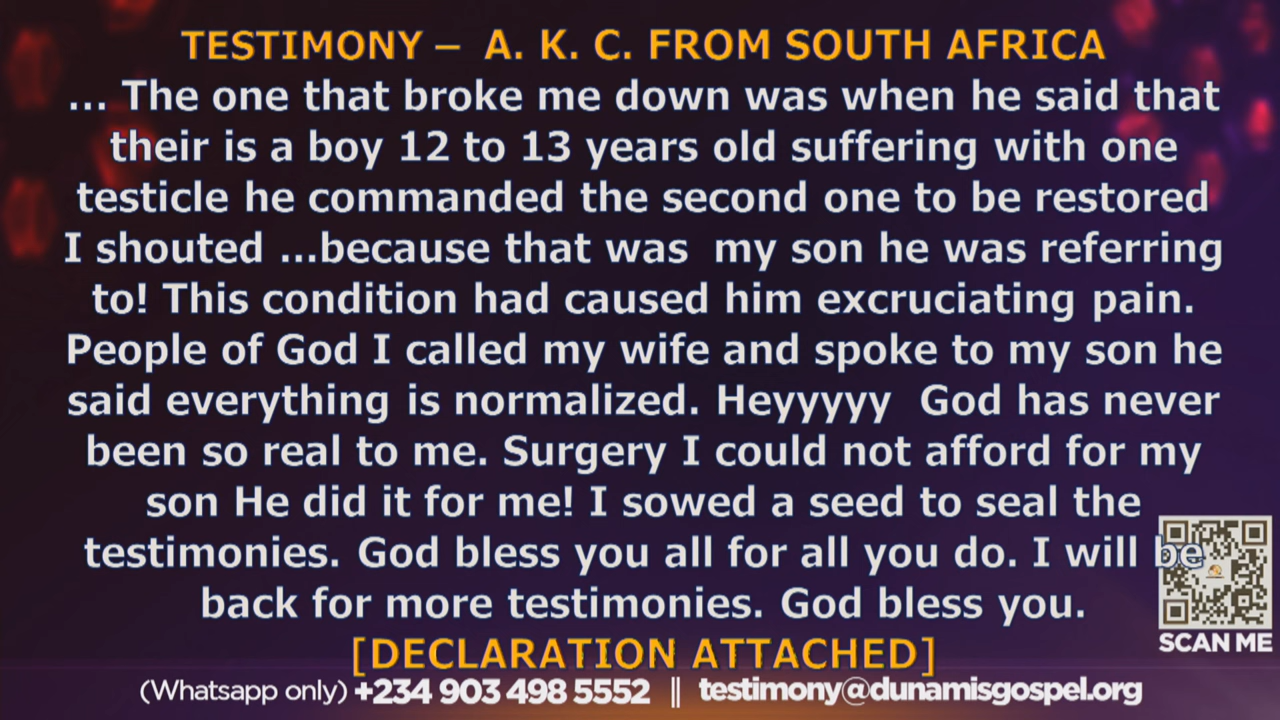 TESTIMONY – A. K. C. FROM SOUTH AFRICA
... The one that broke me down was when he said that
their is a boy 12 to 13 years old suffering with one
testicle he commanded the second one to be restored
I shouted ...because that was my son he was referring
to! This condition had caused him excruciating pain.
People of God I called my wife and spoke to my son he
said everything is normalized. Heyyyyy God has never
been so real to me. Surgery I could not afford for my
son He did it for me! I sowed a seed to seal the
testimonies. God bless you all for all you do. I will be
back for more testimonies. God bless you.
SCAN ME
[DECLARATION ATTACHED]
(Whatsapp only) +234 903 498 5552 || testimony@dunamisgospel.org